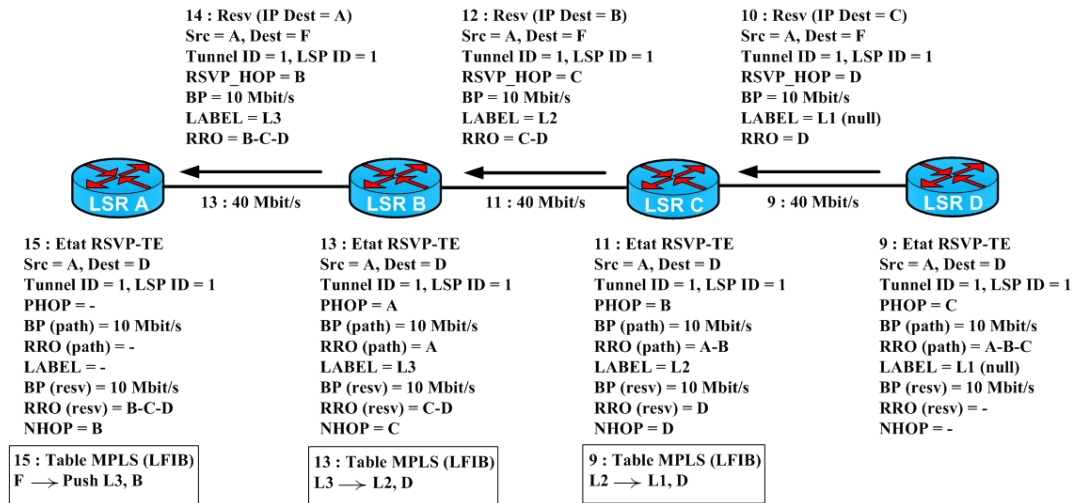 14 : Resv (IP Dest = A)
Src = A, Dest = F
Tunnel ID = 1, LSP ID = 1
RSVP_HOP = B
BP = 10 Mbit/s
LABEL = L3
RRO = B-C-D
12 : Resv (IP Dest = B)
Src = A, Dest = F
Tunnel ID = 1, LSP ID = 1
RSVP_HOP = C
BP = 10 Mbit/s
LABEL = L2
RRO = C-D
10 : Resv (IP Dest = C)
Src = A, Dest = F
Tunnel ID = 1, LSP ID = 1
RSVP_HOP = D
BP = 10 Mbit/s
LABEL = L1 (null)
RRO = D
LSR A
13 : 40 Mbit/s
LSR B
11 : 40 Mbit/s
LSR C
9 : 40 Mbit/s
LSR D
15 : Etat RSVP-TE
Src = A, Dest = D
Tunnel ID = 1, LSP ID = 1
PHOP = -
BP (path) = 10 Mbit/s
RRO (path) = -
LABEL = -
BP (resv) = 10 Mbit/s
RRO (resv) = B-C-D
NHOP = B
13 : Etat RSVP-TE
Src = A, Dest = D
Tunnel ID = 1, LSP ID = 1
PHOP = A
BP (path) = 10 Mbit/s
RRO (path) = A
LABEL = L3
BP (resv) = 10 Mbit/s
RRO (resv) = C-D
NHOP = C
11 : Etat RSVP-TE
Src = A, Dest = D
Tunnel ID = 1, LSP ID = 1
PHOP = B
BP (path) = 10 Mbit/s
RRO (path) = A-B
LABEL = L2
BP (resv) = 10 Mbit/s
RRO (resv) = D
NHOP = D
9 : Etat RSVP-TE
Src = A, Dest = D
Tunnel ID = 1, LSP ID = 1
PHOP = C
BP (path) = 10 Mbit/s
RRO (path) = A-B-C
LABEL = L1 (null)
BP (resv) = 10 Mbit/s
RRO (resv) = -
NHOP = -
15 : Table MPLS (LFIB)
F → Push L3, B
13 : Table MPLS (LFIB)
L3 → L2, D
9 : Table MPLS (LFIB)
L2 → L1, D